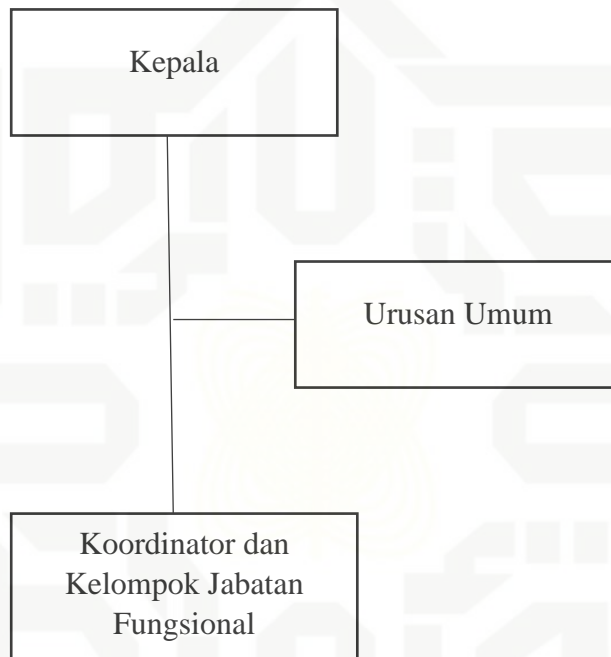 Kepala
Urusan Umum
Koordinator dan
Kelompok Jabatan
Fungsional